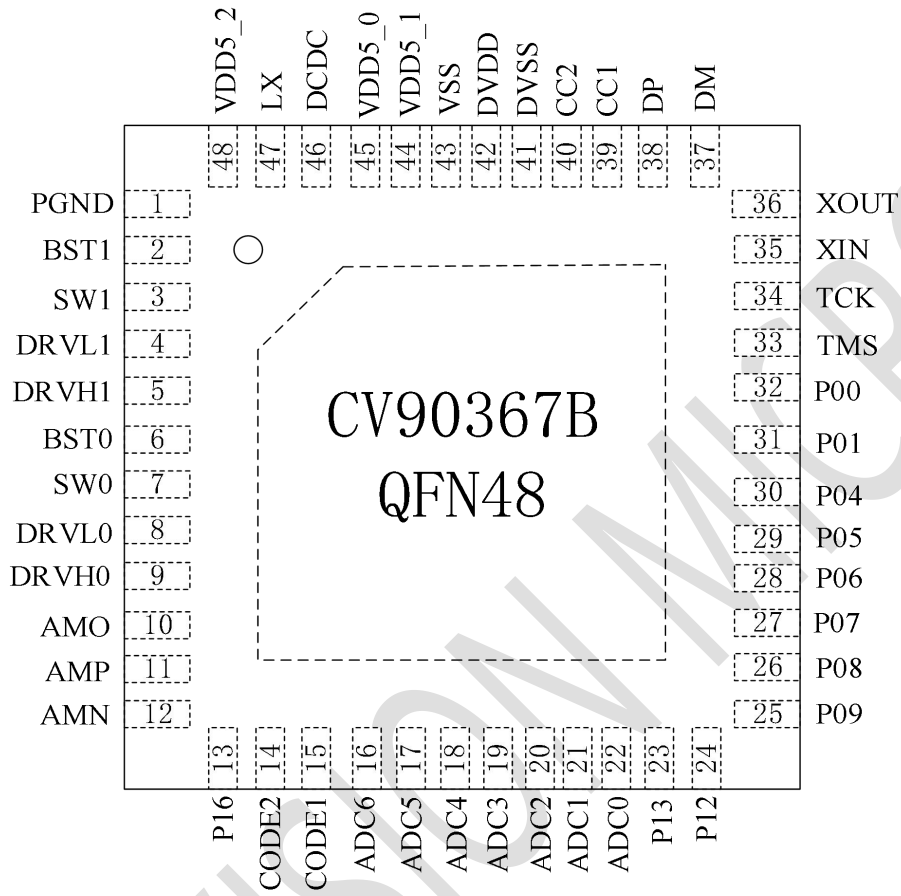 VDD5_2 LX DCDC VDD5_0 VDD5_1 VSS DVDD DVSS CC2 CC1 DP DM
48 47 46 45 44 43 42 41 40 39 38 37
PGND 1 36 XOUT
BST1 2 35 XIN
SW1 3 34 TCK
DRVL1 4 33 TMS
DRVH1 5 32 P00
CV90367B
BST0 6 31 P01
QFN48
SW0 7 30 P04
DRVL0 8 29 P05
DRVH0 9 28 P06
AMO 10 27 P07
AMP 11 26 P08
AMN 12 25 P09
13 14 15 16 17 18 19 20 21 22 23 24
P16 CODE2 CODE1 ADC6 ADC5 ADC4 ADC3 ADC2 ADC1 ADC0 P13 P12